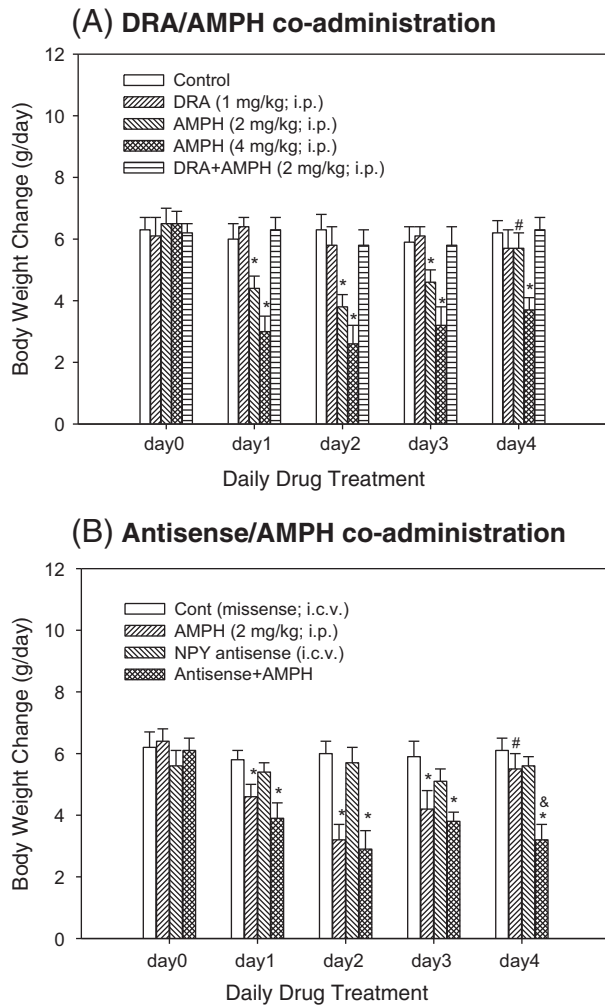 (A) DRA/AMPH co-administration
12
10
8
6
4
2
0
Body Weight Change (g/day)
Control
DRA (1 mg/kg; i.p.)
AMPH (2 mg/kg; i.p.)
AMPH (4 mg/kg; i.p.)
DRA+AMPH (2 mg/kg; i.p.)
*
*
*
*
*
*
#
*
day0 day1 day2 day3 day4
Daily Drug Treatment
(B) Antisense/AMPH co-administration
12
10
8
6
4
2
0
Body Weight Change (g/day)
Cont (missense; i.c.v.)
AMPH (2 mg/kg; i.p.)
NPY antisense (i.c.v.)
Antisense+AMPH
*
*
*
*
*
*
#
&
*
day0 day1 day2 day3 day4
Daily Drug Treatment